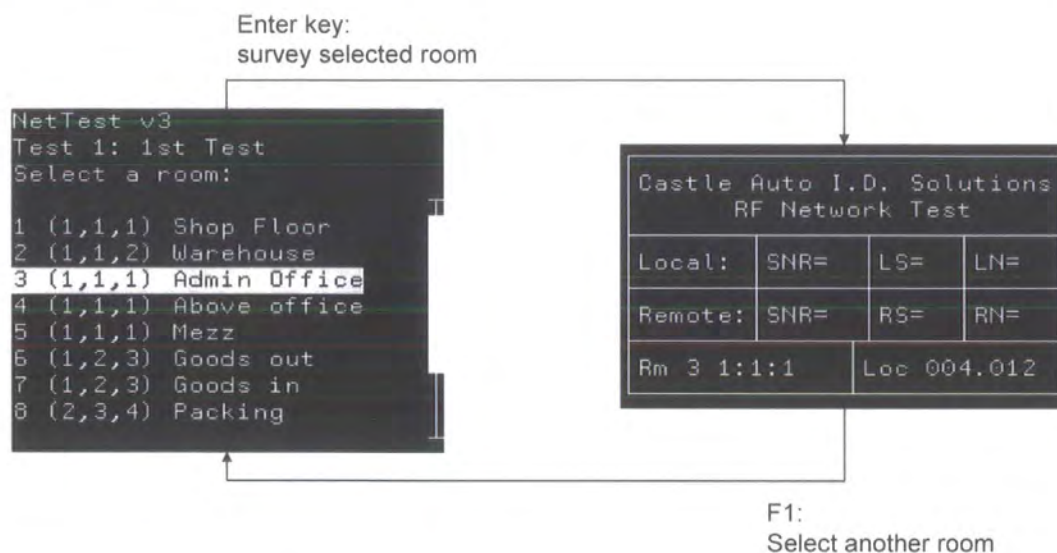 Enter key:
survey selected room
NetTest v3
Test 1: 1st Test
Select a room:
1 (1,1,1) Shop Floor
2 (1,1,2) Warehouse
3 (1,1,1) Admin Office
4 (1,1,1) Above office
5 (1,1,1) Mezz
6 (1,2,3) Goods out
7 (1,2,3) Goods in
8 (2,3,4) Packing
Castle Auto I.D. Solutions
RF Network Test
Local: SNR= LS= LN=
Remote: SNR= RS= RN=
Rm 3 1:1:1 Loc 004.012
F1:
Select another room